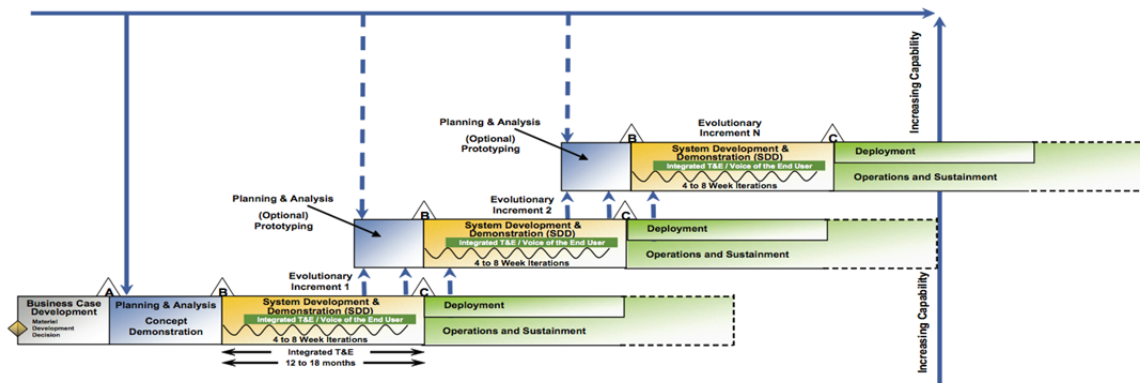 Increasing Capability
Planning & Analysis
(Optional)
Prototyping
B
Evolutionary
Increment N
C
System Development &
Demonstration (SDD)
Integrated T&E / Voice of the End User
4 to 8 Week Iterations
Deployment
Operations and Sustainment
Planning & Analysis
(Optional)
Prototyping
B
Evolutionary
Increment 2
C
System Development &
Demonstration (SDD)
Integrated T&E / Voice of the End User
4 to 8 Week Iterations
Deployment
Operations and Sustainment
Increasing Capability
A
B
Evolutionary
Increment 1
C
Business Case
Development
Materiel
Development
Decision
Planning & Analysis
Concept
Demonstration
System Development &
Demonstration (SDD)
Integrated T&E / Voice of the End User
4 to 8 Week Iterations
Deployment
Operations and Sustainment
Integrated T&E
12 to 18 months